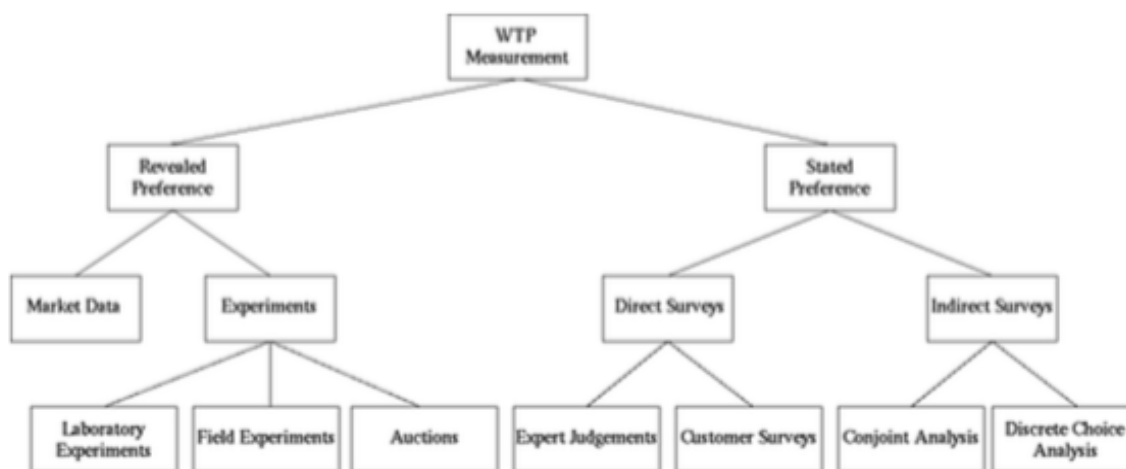 WTP
Measurement
Revealed
Preference
Stated
Preference
Market Data
Experiments
Direct Surveys
Indirect Surveys
Laboratory
Experiments
Field Experiments
Auctions
Expert Judgements
Customer Surveys
Conjoint Analysis
Discrete Choice
Analysis